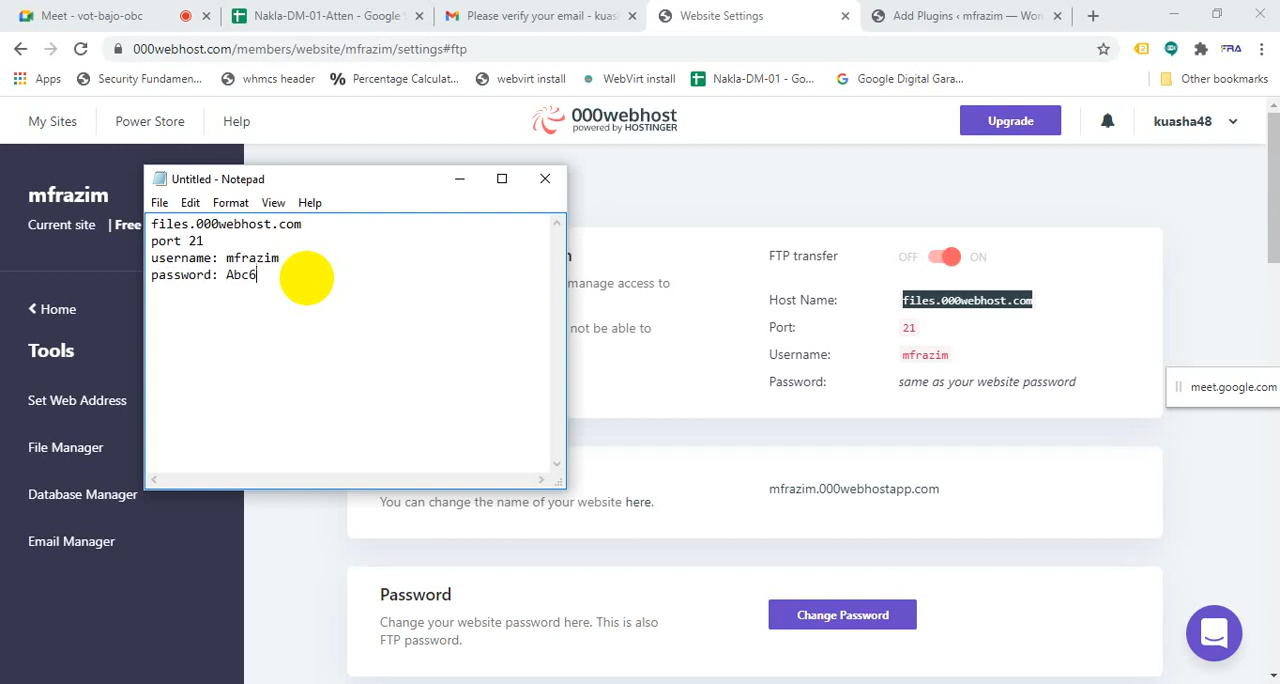 Meet - vot-bajo-obc
Nakla-DM-01-Atten - Google
Please verify your email - kuash
Website Settings
Add Plugins ‹ mfrazim — Wor
000webhost.com/members/website/mfrazim/settings#ftp
Apps
Security Fundamen...
whmcs header
Percentage Calculat...
webvirt install
WebVirt install
Nakla-DM-01 - Go...
Google Digital Gara...
Other bookmarks
My Sites
Power Store
Help
000webhost
powered by HOSTINGER
Upgrade
kuasha48
mfrazim
Current site | Free
Home
Tools
Set Web Address
File Manager
Database Manager
Email Manager
Untitled - Notepad
File Edit Format View Help
files.000webhost.com
port 21
username: mfrazim
password: Abc6
manage access to
not be able to
FTP transfer
OFF
ON
Host Name:
files.000webhost.com
Port:
21
Username:
mfrazim
Password:
same as your website password
meet.google.com
You can change the name of your website here.
mfrazim.000webhostapp.com
Password
Change your website password here. This is also
FTP password.
Change Password